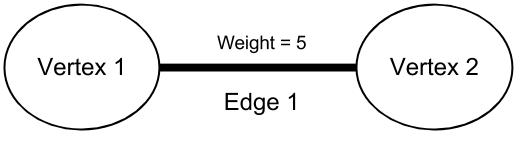 Weight = 5
Vertex 1
Vertex 2
Edge 1